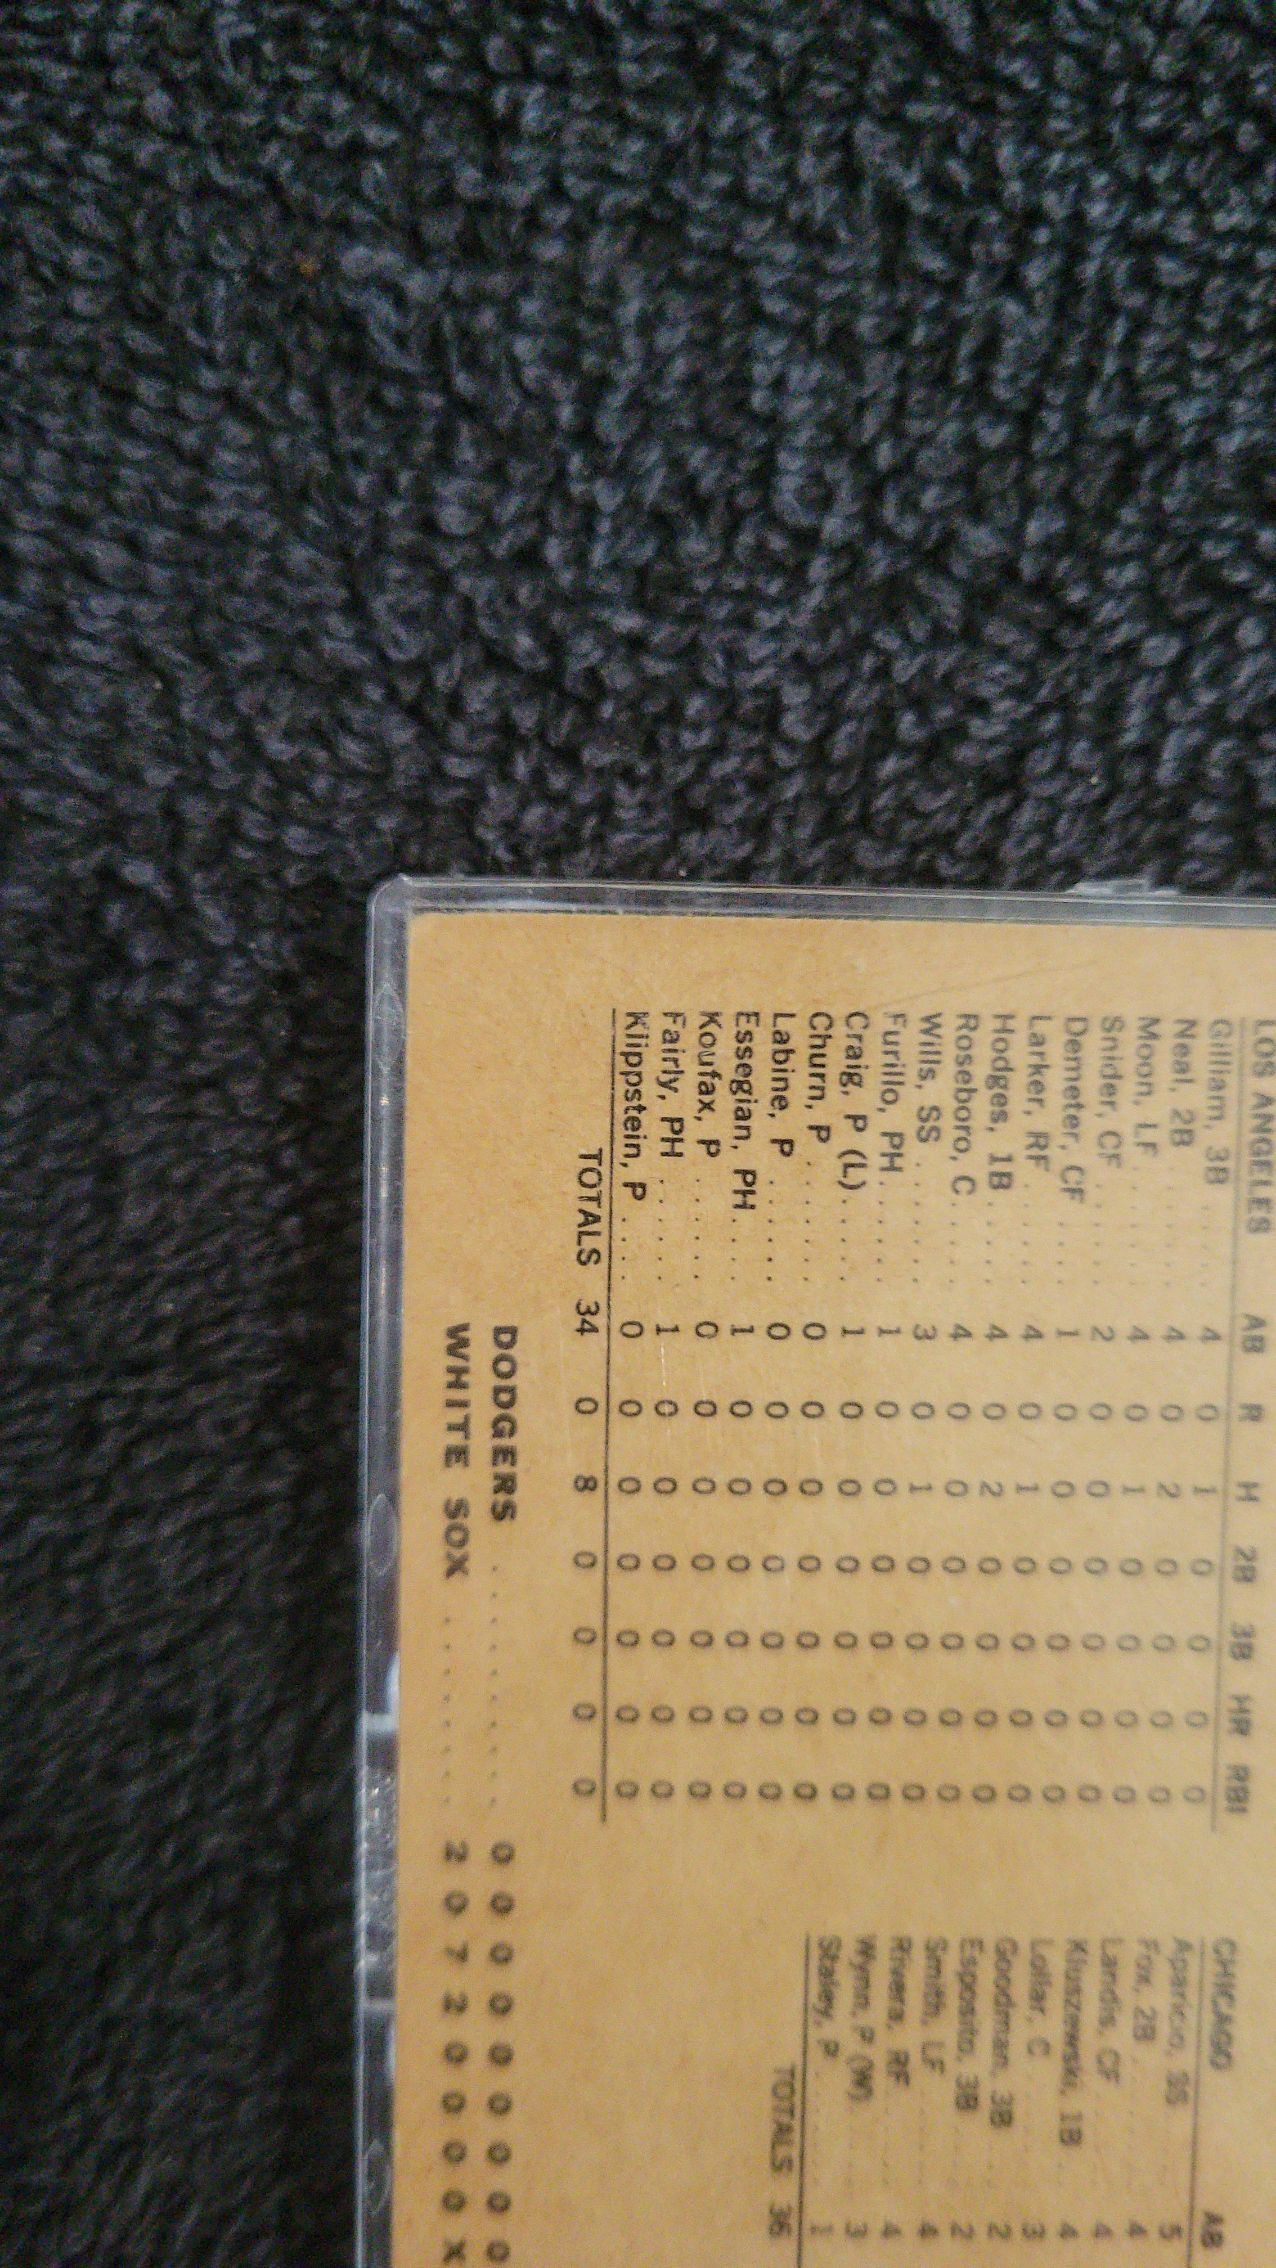 LOS ANGELES AB R H 2B 3B HR RBI
Gilliam, 3B . . . . 4 0 1 0 0 0 0
Neal, 2B . . . . . 4 0 2 0 0 0 0
Moon, LF . . . . . 4 0 1 0 0 0 0
Snider, CF . . . . . 2 0 0 0 0 0 0
Demeter, CF . . . . 1 0 0 0 0 0 0
Larker, RF . . . . . 4 0 1 0 0 0 0
Hodges, 1B . . . . 4 0 2 0 0 0 0
Roseboro, C . . . . 4 0 0 0 0 0 0
Wills, SS . . . . . . 3 0 1 0 0 0 0
Furillo, PH . . . . . 1 0 0 0 0 0 0
Craig, P (L) . . . . . 1 0 0 0 0 0 0
Churn, P . . . . . . 0 0 0 0 0 0 0
Labine, P . . . . . . 0 0 0 0 0 0 0
Essegian, PH . . . . 1 0 0 0 0 0 0
Koufax, P . . . . . . 0 0 0 0 0 0 0
Fairly, PH . . . . . . 1 0 0 0 0 0 0
Klippstein, P . . . . 0 0 0 0 0 0 0
TOTALS 34 0 8 0 0 0 0
CHICAGO AB
Aparicio, SS . . . . 5
Fox, 2B . . . . . . 4
Landis, CF . . . . . 4
Kluszewski, 1B . . 4
Lollar, C . . . . . . 3
Goodman, 3B . . . 2
Esposito, 3B . . . . 2
Smith, LF . . . . . 4
Rivera, RF . . . . . 4
Wynn, P (W) . . . . 3
Staley, P . . . . . . 1
TOTALS 36
DODGERS . . . . . . . 0 0 0 0 0 0 0 0 0
WHITE SOX . . . . . . 2 0 7 2 0 0 0 0 X